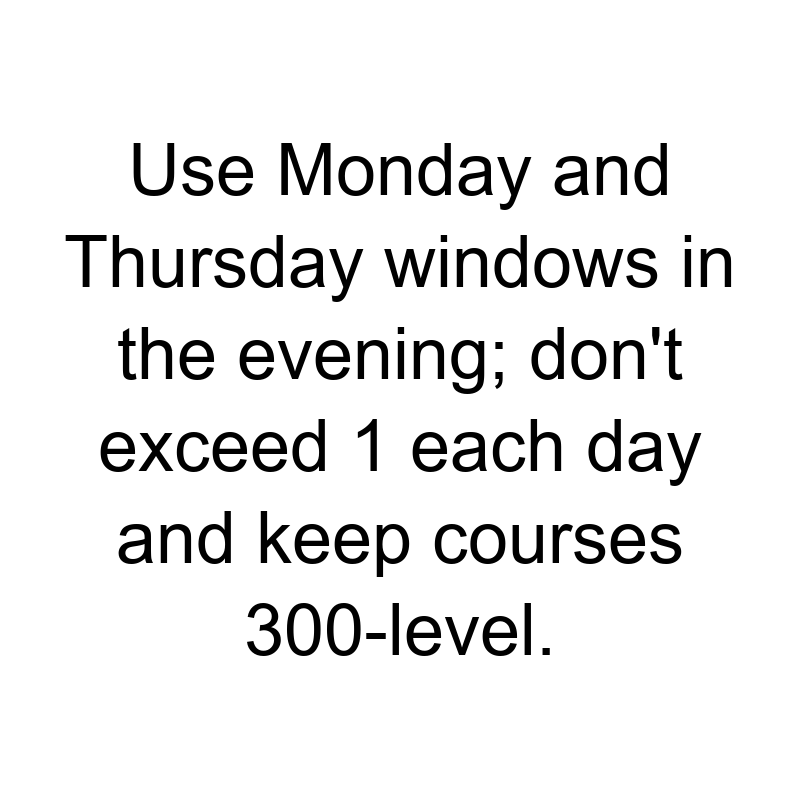 Use Monday and
Thursday windows in
the evening; don't
exceed 1 each day
and keep courses
300-level.